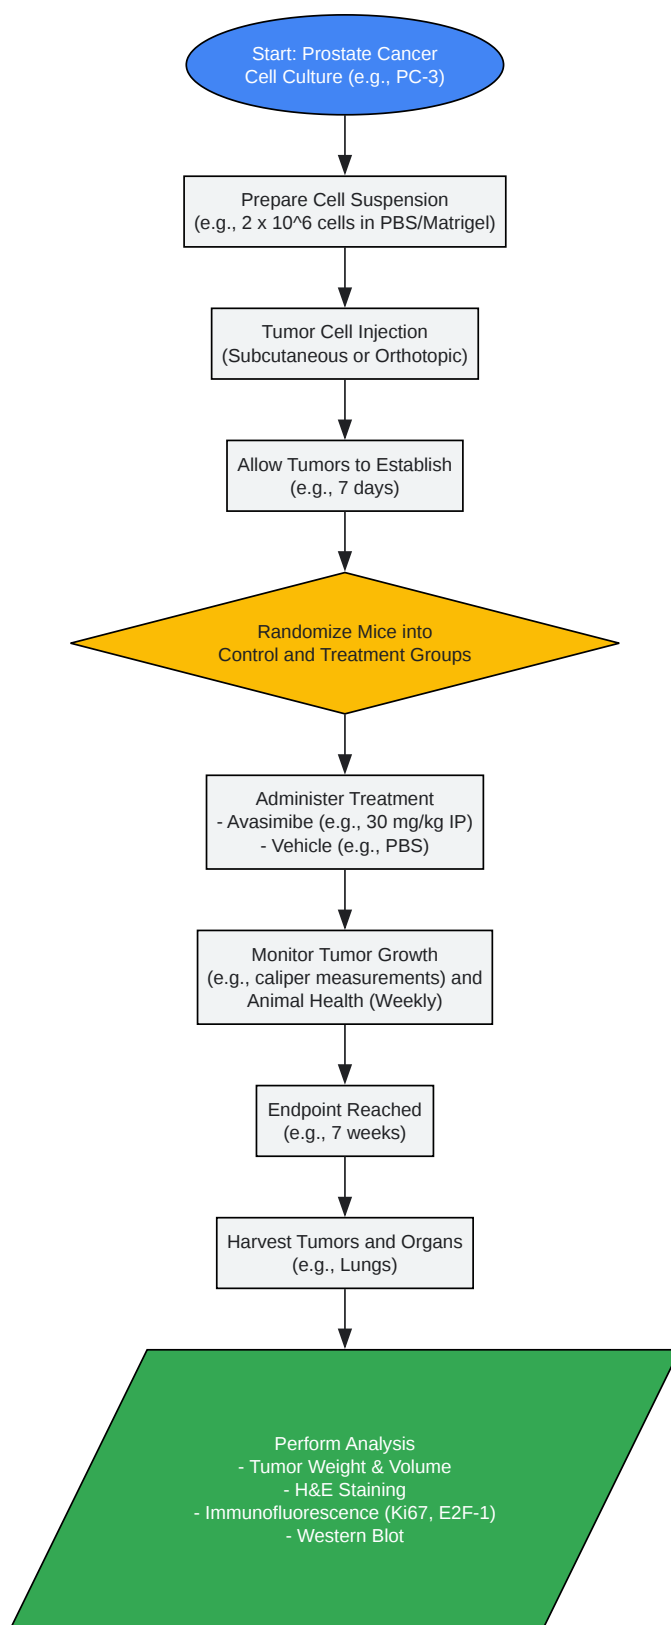 Start: Prostate Cancer
Cell Culture (e.g., PC-3)
Prepare Cell Suspension
(e.g., 2 x 10^6 cells in PBS/Matrigel)
Tumor Cell Injection
(Subcutaneous or Orthotopic)
Allow Tumors to Establish
(e.g., 7 days)
Randomize Mice into
Control and Treatment Groups
Administer Treatment
- Avasimibe (e.g., 30 mg/kg IP)
- Vehicle (e.g., PBS)
Monitor Tumor Growth
(e.g., caliper measurements) and
Animal Health (Weekly)
Endpoint Reached
(e.g., 7 weeks)
Harvest Tumors and Organs
(e.g., Lungs)
Perform Analysis
- Tumor Weight & Volume
- H&E Staining
- Immunofluorescence (Ki67, E2F-1)
- Western Blot